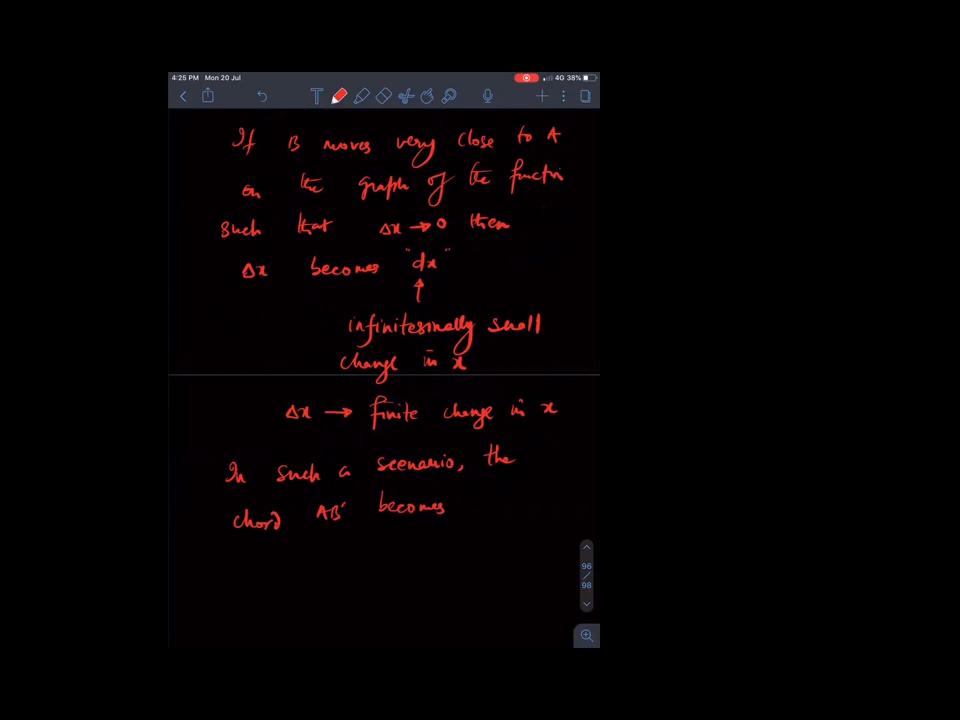 4:25 PM Mon 20 Jul 4G 38%
If B moves very close to A
on the graph of the functin
such that Δx → 0 then
Δx becomes "dx"
↑
infinitesimally small
change in x
Δx → finite change in x
In such a scenario, the
chord AB' becomes
96
/
98